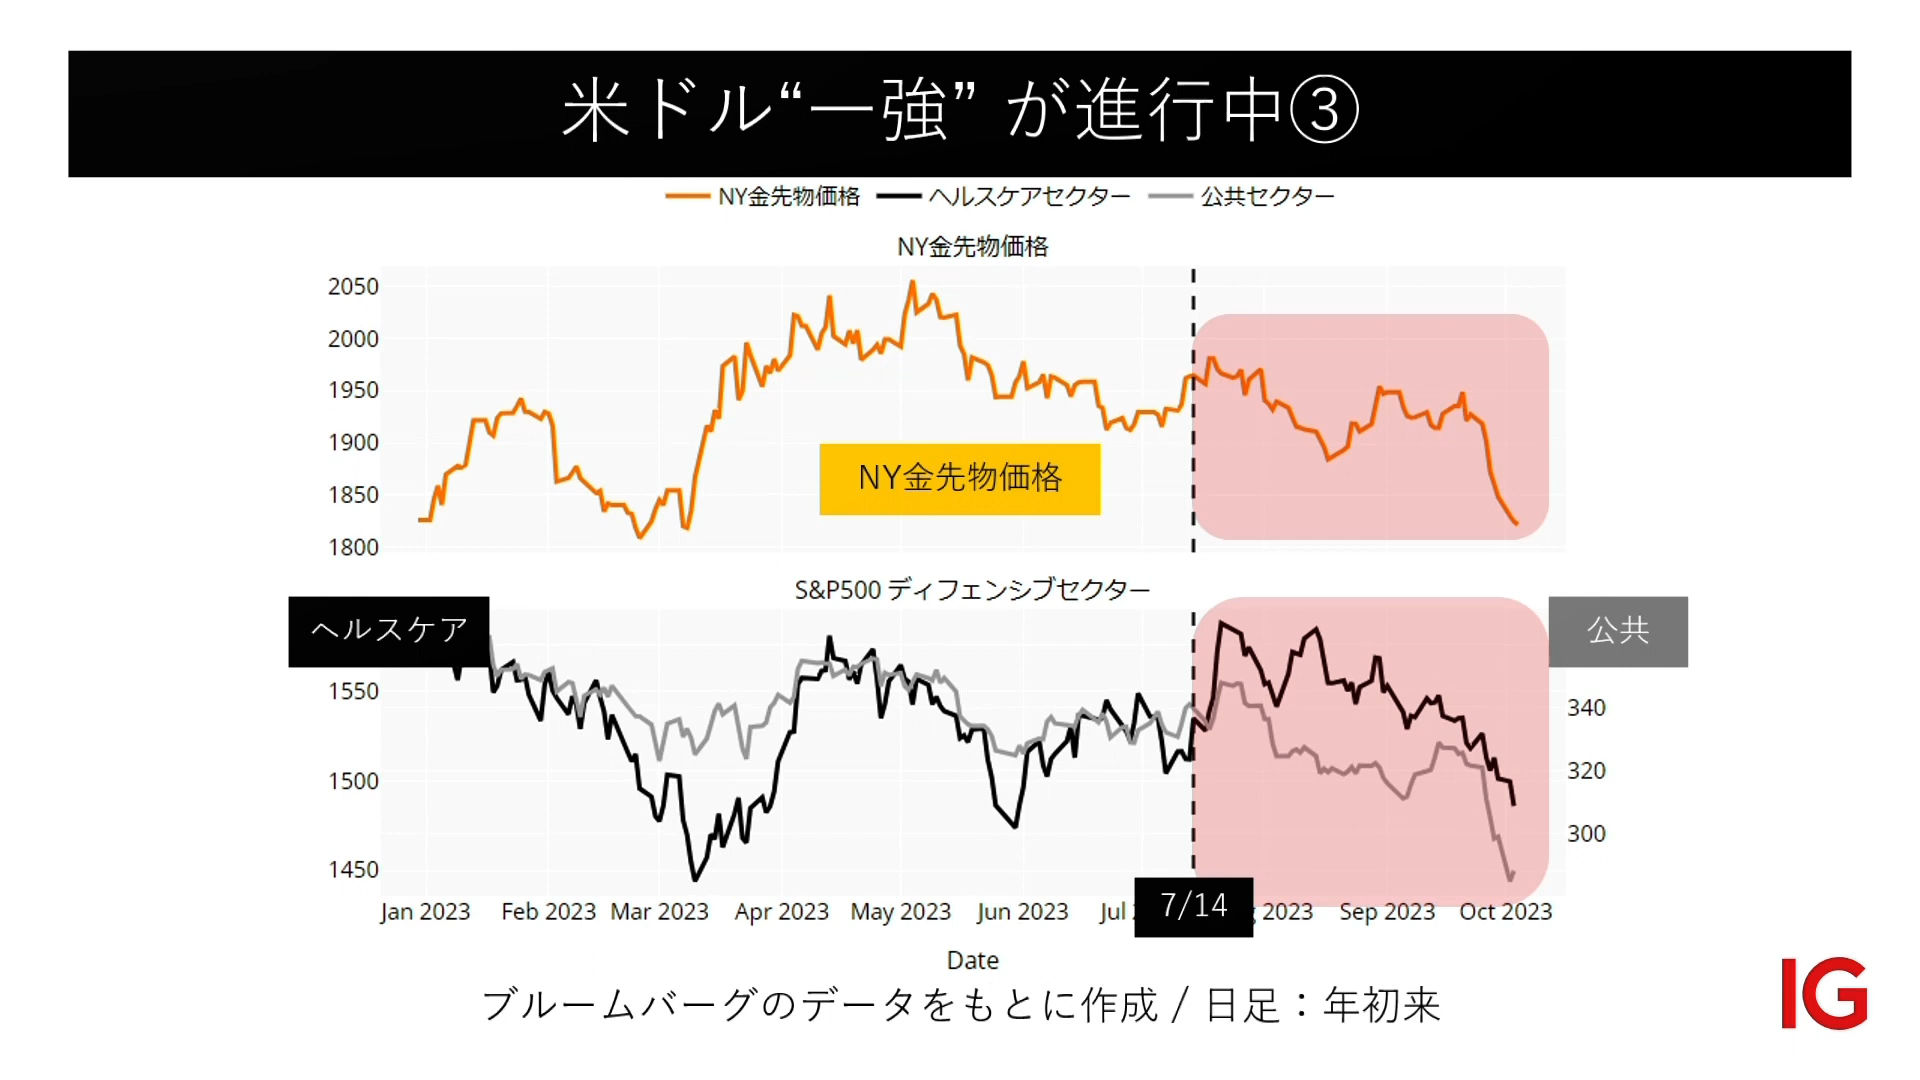 米ドル“一強” が進行中③
NY金先物価格 ヘルスケアセクター 公共セクター
NY金先物価格
2050
2000
1950
1900
1850
1800
NY金先物価格
S&P500 ディフェンシブセクター
ヘルスケア
公共
1550
1500
1450
340
320
300
7/14
Jan 2023 Feb 2023 Mar 2023 Apr 2023 May 2023 Jun 2023 Jul 2023 Sep 2023 Oct 2023
Date
ブルームバーグのデータをもとに作成 / 日足：年初来
IG